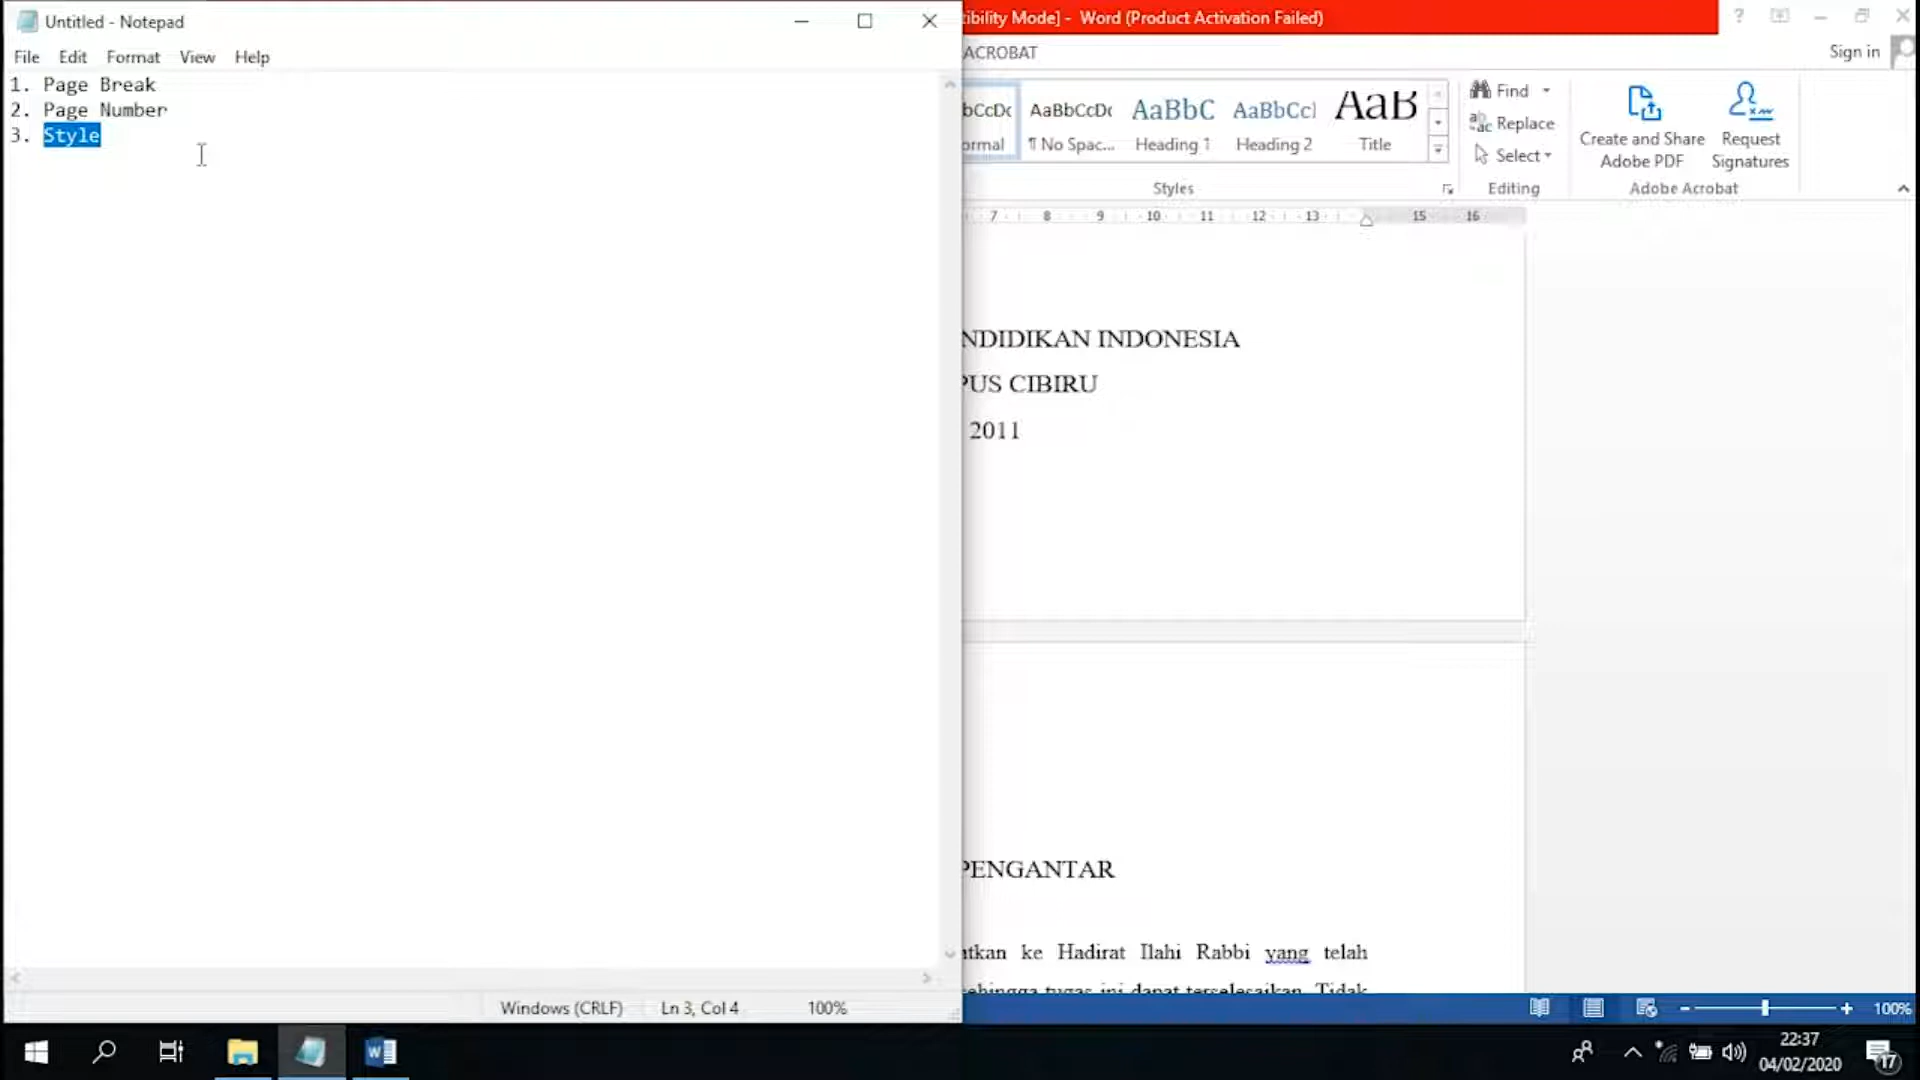 Untitled - Notepad
File Edit Format View Help
1. Page Break
2. Page Number
3. Style
Windows (CRLF) Ln 3, Col 4 100%
tibility Mode] - Word (Product Activation Failed)
ACROBAT
Sign in
bCcDc AaBbCcDc AaBbC AaBbCcl AaB
ormal ¶ No Spac... Heading 1 Heading 2 Title
Styles
Find
Replace
Select
Editing
Create and Share Adobe PDF
Request Signatures
Adobe Acrobat
7 8 9 10 11 12 13 15 16
NDIDIKAN INDONESIA
PUS CIBIRU
2011
PENGANTAR
atkan ke Hadirat Ilahi Rabbi yang telah
sehingga tugas ini dapat terselesaikan. Tidak
100%
22:37
04/02/2020
17